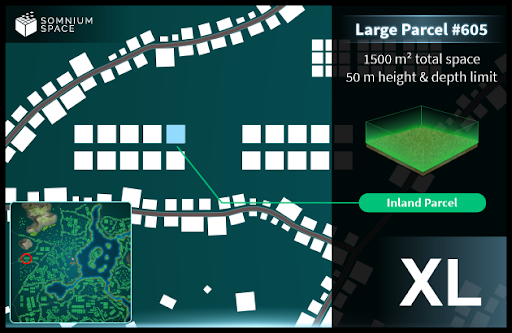 SOMNIUM
SPACE
Large Parcel #605
1500 m² total space
50 m height & depth limit
Inland Parcel
XL